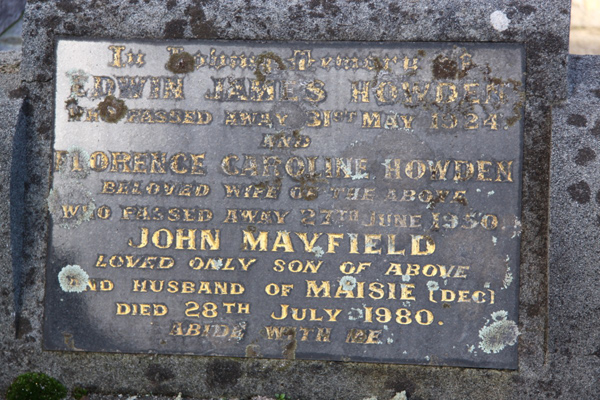 In Loving Memory of
EDWIN JAMES HOWDEN
WHO PASSED AWAY 31ST MAY 1924.
AND
FLORENCE CAROLINE HOWDEN
BELOVED WIFE OF THE ABOVE
WHO PASSED AWAY 27TH JUNE 1950.
JOHN MAYFIELD
LOVED ONLY SON OF ABOVE
AND HUSBAND OF MAISIE (DEC)
DIED 28TH JULY 1980.
ABIDE WITH ME